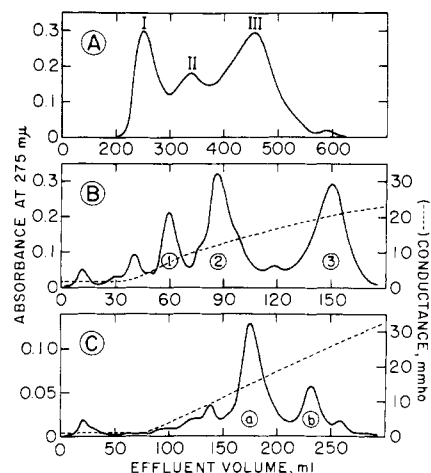 I II III
A
0.3
0.2
0.1
0
0 100 200 300 400 500 600
ABSORBANCE AT 275 mμ
B
0.3
0.2
0.1
0
30
20
10
0
1 2 3
0 30 60 90 120 150
(----) CONDUCTANCE, mmho
C
0.10
0.05
0
30
20
10
0
a b
0 50 100 150 200 250
EFFLUENT VOLUME, ml